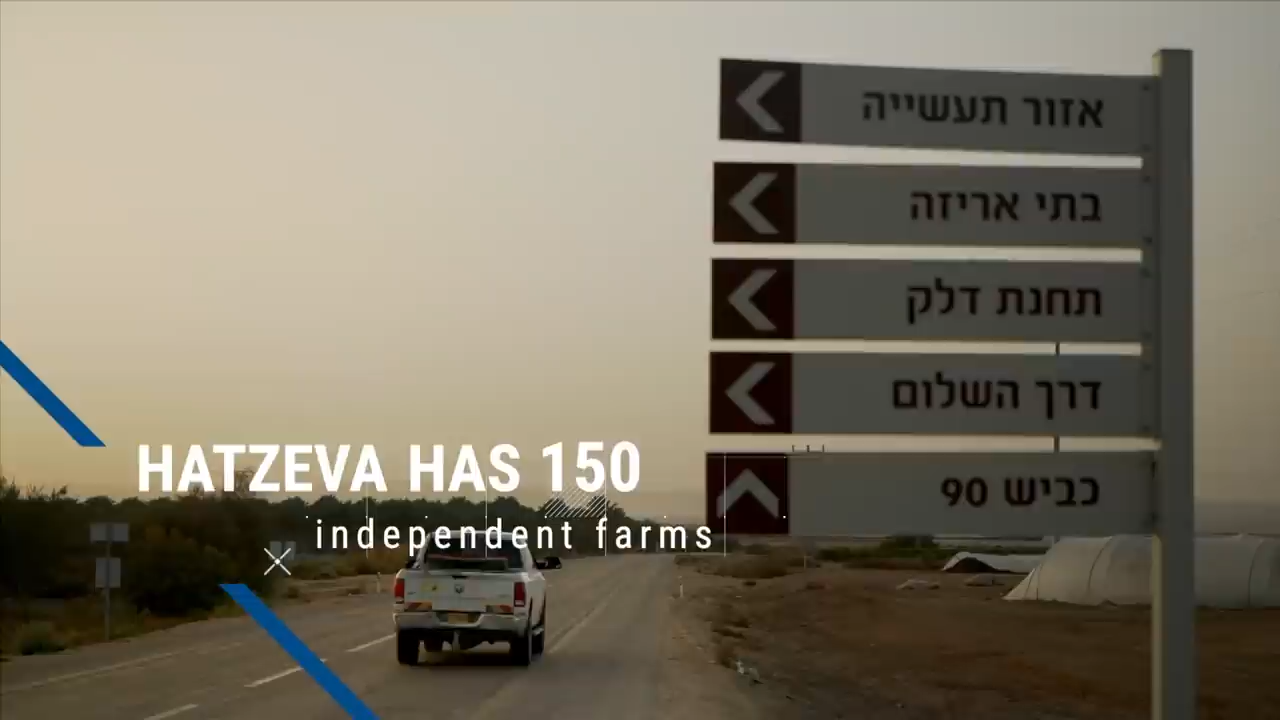 אזור תעשייה
בתי אריזה
תחנת דלק
דרך השלום
כביש 90
HATZEVA HAS 150
independent farms